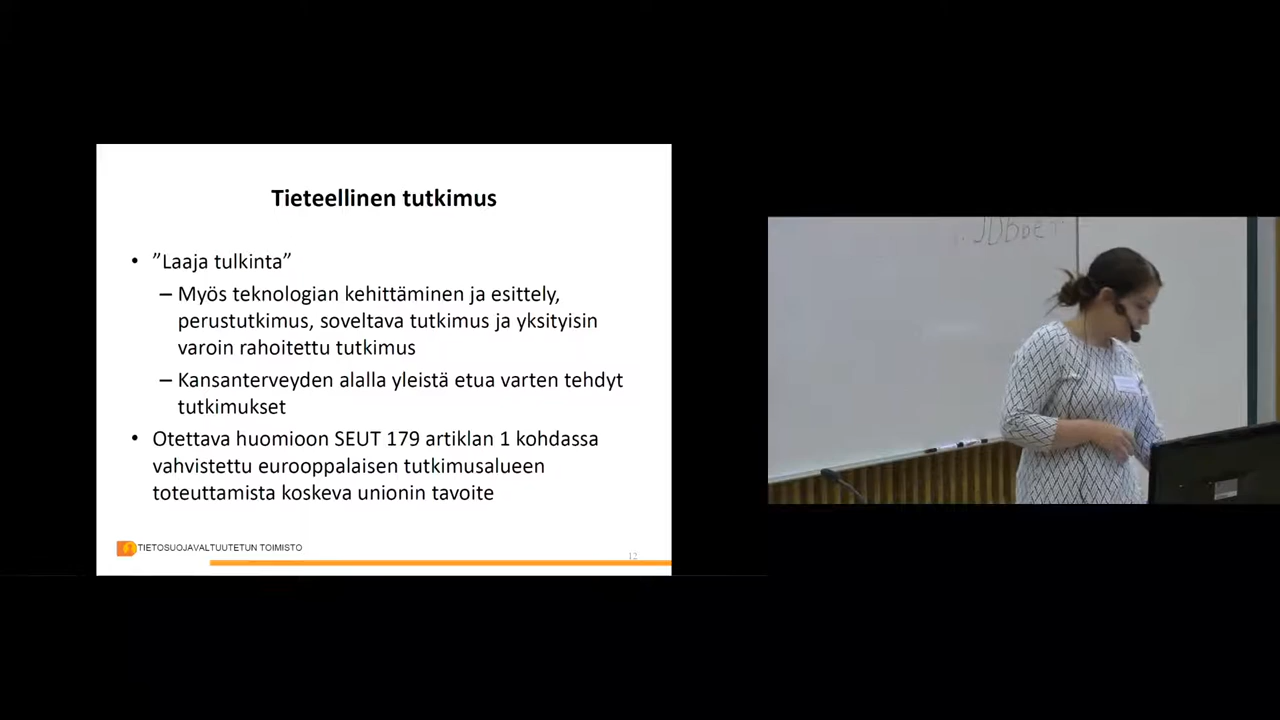 Tieteellinen tutkimus
• ”Laaja tulkinta”
– Myös teknologian kehittäminen ja esittely,
perustutkimus, soveltava tutkimus ja yksityisin
varoin rahoitettu tutkimus
– Kansanterveyden alalla yleistä etua varten tehdyt
tutkimukset
• Otettava huomioon SEUT 179 artiklan 1 kohdassa
vahvistettu eurooppalaisen tutkimusalueen
toteuttamista koskeva unionin tavoite
TIETOSUOJAVALTUUTETUN TOIMISTO
12